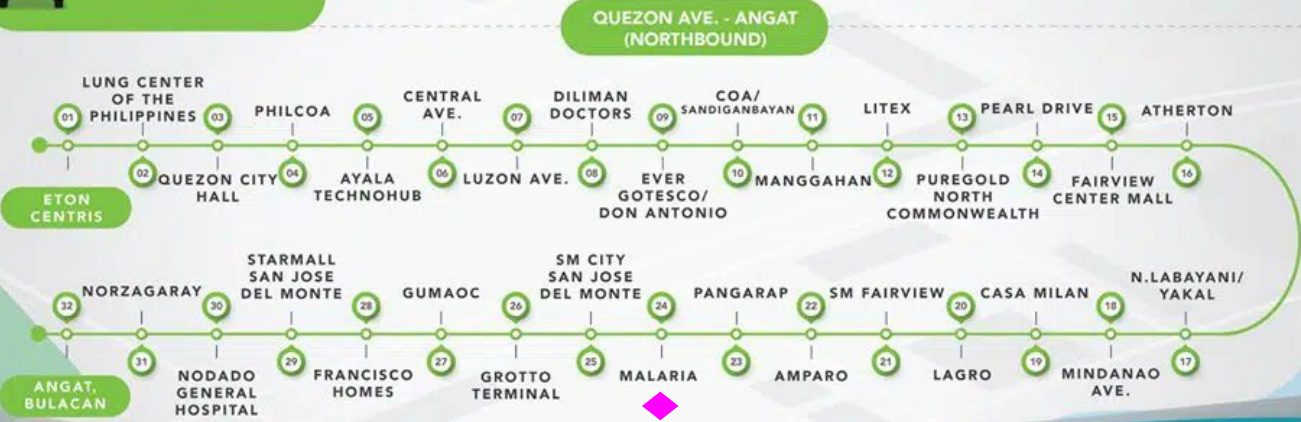 QUEZON AVE. - ANGAT
(NORTHBOUND)
01
LUNG CENTER
OF THE
PHILIPPINES
03
PHILCOA
05
CENTRAL
AVE.
07
DILIMAN
DOCTORS
09
COA/
SANDIGANBAYAN
11
LITEX
13
PEARL DRIVE
15
ATHERTON
ETON
CENTRIS
02
QUEZON CITY
HALL
04
AYALA
TECHNOHUB
06
LUZON AVE.
08
EVER
GOTESCO/
DON ANTONIO
10
MANGGAHAN
12
PUREGOLD
NORTH
COMMONWEALTH
14
FAIRVIEW
CENTER MALL
16
32
NORZAGARAY
30
STARMALL
SAN JOSE
DEL MONTE
28
GUMAOC
26
SM CITY
SAN JOSE
DEL MONTE
24
PANGARAP
22
SM FAIRVIEW
20
CASA MILAN
18
N.LABAYANI/
YAKAL
ANGAT,
BULACAN
31
NODADO
GENERAL
HOSPITAL
29
FRANCISCO
HOMES
27
GROTTO
TERMINAL
25
MALARIA
23
AMPARO
21
LAGRO
19
MINDANAO
AVE.
17